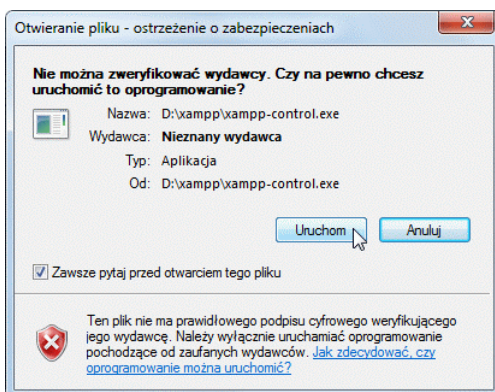 Otwieranie pliku - ostrzeżenie o zabezpieczeniach
Nie można zweryfikować wydawcy. Czy na pewno chcesz
uruchomić to oprogramowanie?
Nazwa: D:\xampp\xampp-control.exe
Wydawca: Nieznany wydawca
Typ: Aplikacja
Od: D:\xampp\xampp-control.exe
Uruchom Anuluj
Zawsze pytaj przed otwarciem tego pliku
Ten plik nie ma prawidłowego podpisu cyfrowego weryfikującego
jego wydawcę. Należy wyłącznie uruchamiać oprogramowanie
pochodzące od zaufanych wydawców. Jak zdecydować, czy
oprogramowanie można uruchomić?